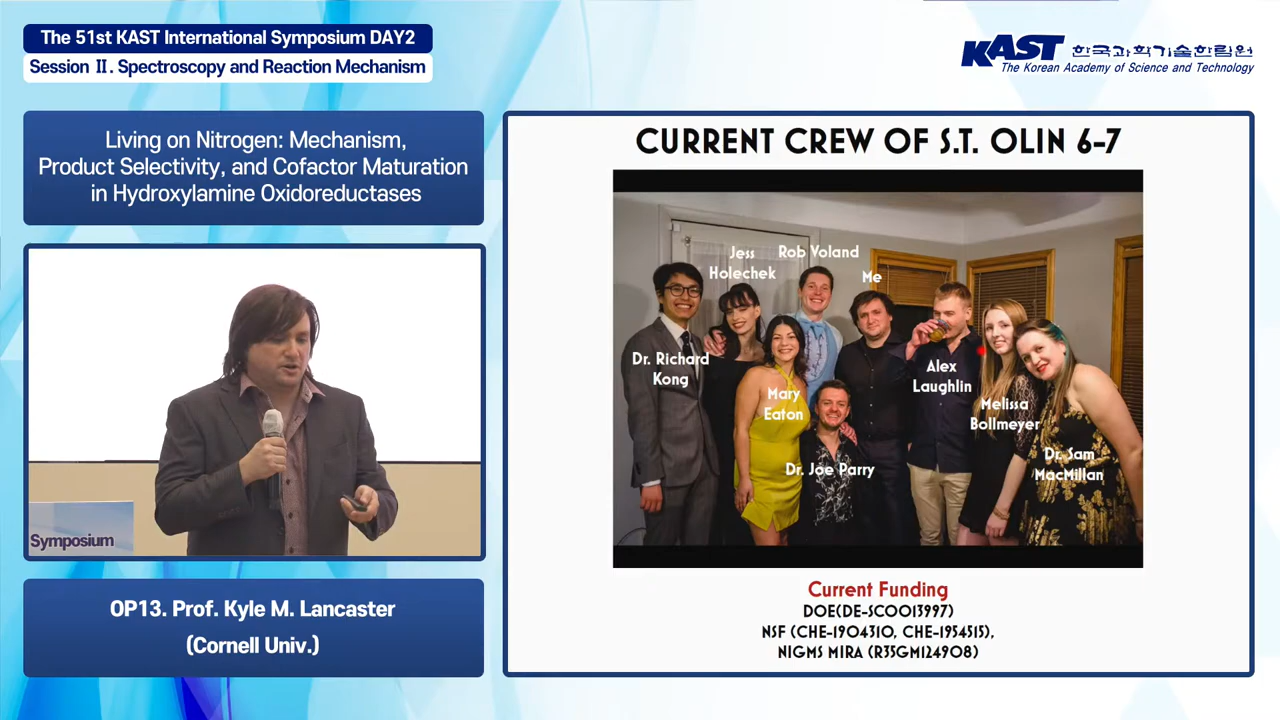 The 51st KAST International Symposium DAY2
Session Ⅱ. Spectroscopy and Reaction Mechanism
KAST 한국과학기술한림원
The Korean Academy of Science and Technology
Living on Nitrogen: Mechanism,
Product Selectivity, and Cofactor Maturation
in Hydroxylamine Oxidoreductases
Symposium
OP13. Prof. Kyle M. Lancaster
(Cornell Univ.)
CURRENT CREW OF S.T. OLIN 6-7
Jess
Holechek
Rob Voland
Me
Dr. Richard
Kong
Mary
Eaton
Alex
Laughlin
Melissa
Bollmeyer
Dr. Joe Parry
Dr. Sam
MacMillan
Current Funding
DOE(DE-SC0013997)
NSF (CHE-1904310, CHE-1954515),
NIGMS MIRA (R35GM124908)